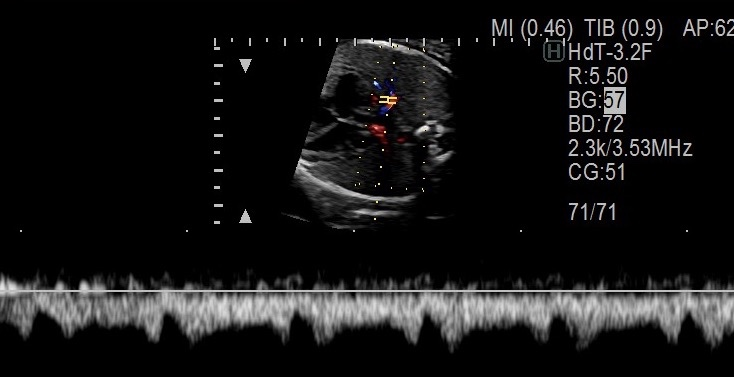 MI (0.46) TIB (0.9) AP:62
H HdT-3.2F
R:5.50
BG:57
BD:72
2.3k/3.53MHz
CG:51
71/71